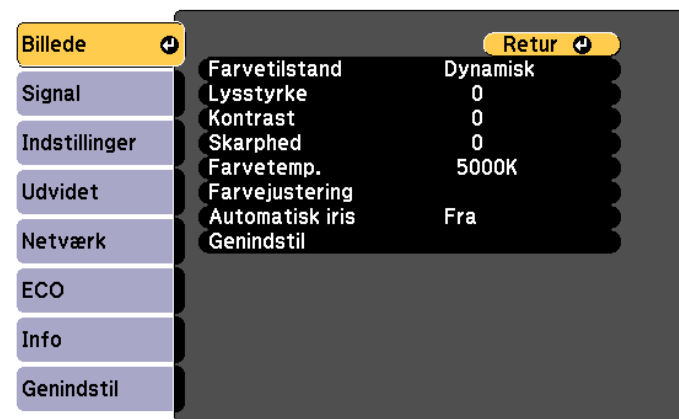 Billede
Signal
Indstillinger
Udvidet
Netværk
ECO
Info
Genindstil
Retur
Farvetilstand Dynamisk
Lysstyrke 0
Kontrast 0
Skarphed 0
Farvetemp. 5000K
Farvejustering
Automatisk iris Fra
Genindstil